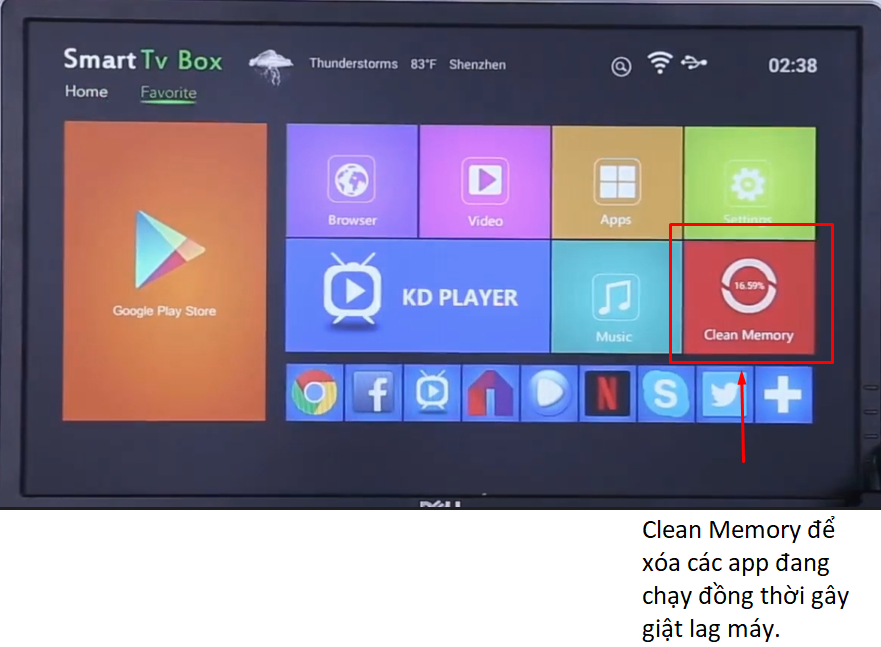 Smart Tv Box
Thunderstorms 83°F Shenzhen
02:38
Home Favorite
Browser
Video
Apps
Settings
Google Play Store
KD PLAYER
Music
16.59%
Clean Memory
Clean Memory để
xóa các app đang
chạy đồng thời gây
giật lag máy.